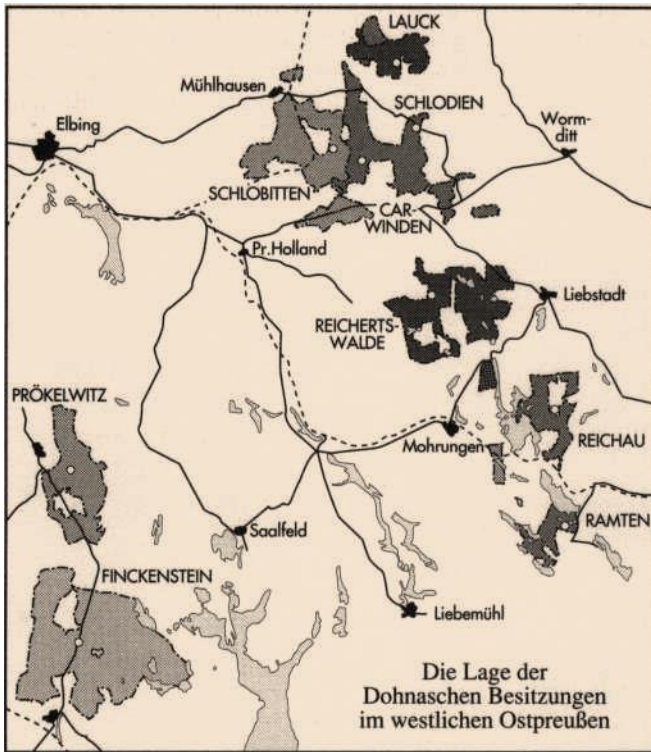 LAUCK
Mühlhausen
SCHLODIEN
Elbing
Worm-
ditt
SCHLOBITTEN
CAR-
WINDEN
Pr.Holland
Liebstadt
REICHERTS-
WALDE
PRÖKELWITZ
Mohrungen
REICHAU
Saalfeld
RAMTEN
FINCKENSTEIN
Liebemühl
Die Lage der
Dohnaschen Besitzungen
im westlichen Ostpreußen